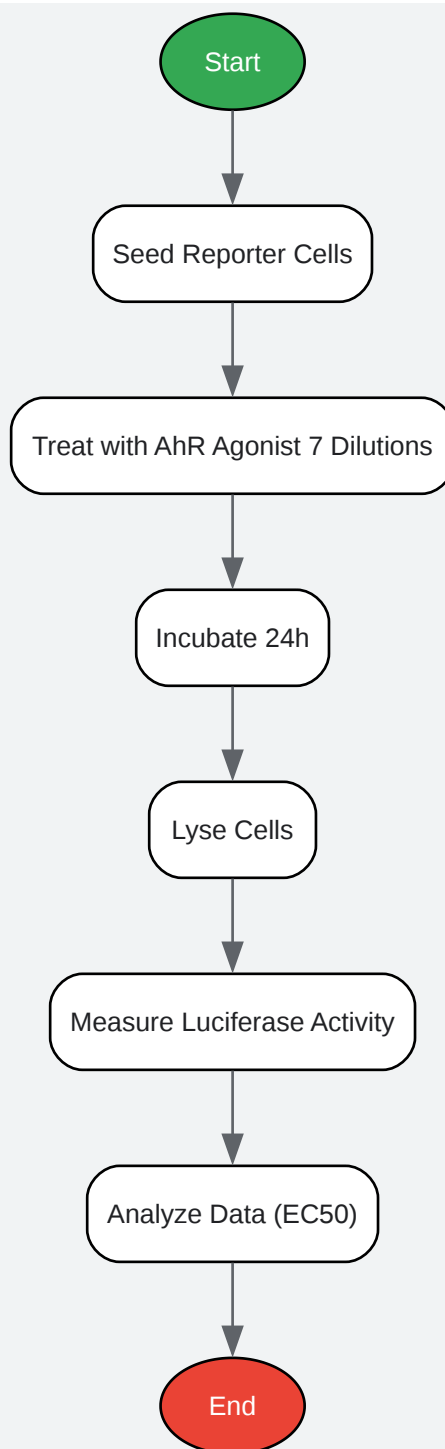 Start
Seed Reporter Cells
Treat with AhR Agonist 7 Dilutions
Incubate 24h
Lyse Cells
Measure Luciferase Activity
Analyze Data (EC50)
End